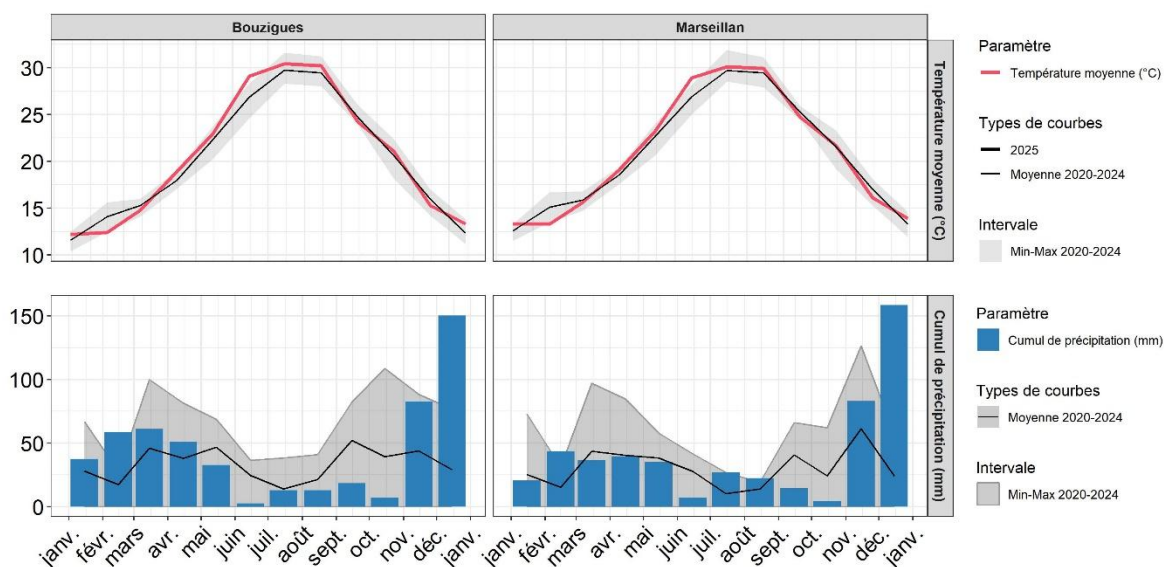 Bouzigues
Marseillan
30
25
20
15
10
Température moyenne (°C)
Paramètre
Température moyenne (°C)
Types de courbes
2025
Moyenne 2020-2024
Intervale
Min-Max 2020-2024
150
100
50
0
Cumul de précipitation (mm)
Paramètre
Cumul de précipitation (mm)
Types de courbes
Moyenne 2020-2024
Intervale
Min-Max 2020-2024
janv. févr. mars avr. mai juin juil. août sept. oct. nov. déc. janv.
janv. févr. mars avr. mai juin juil. août sept. oct. nov. déc. janv.